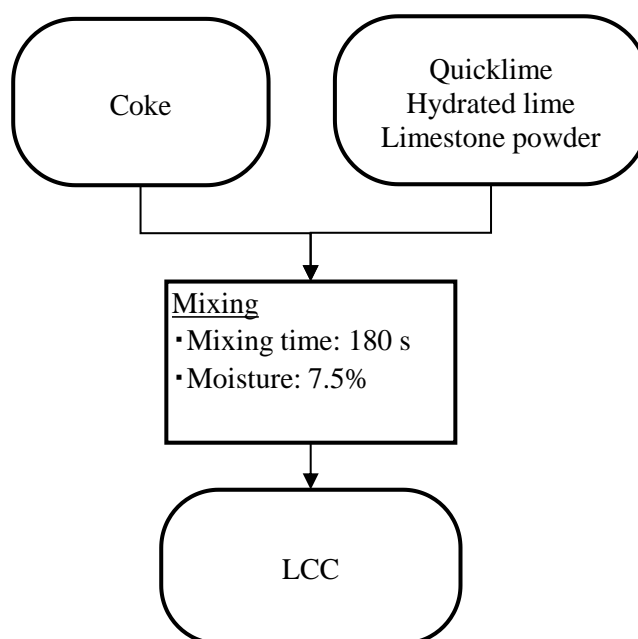 Coke
Quicklime
Hydrated lime
Limestone powder
Mixing
・Mixing time: 180 s
・Moisture: 7.5%
LCC